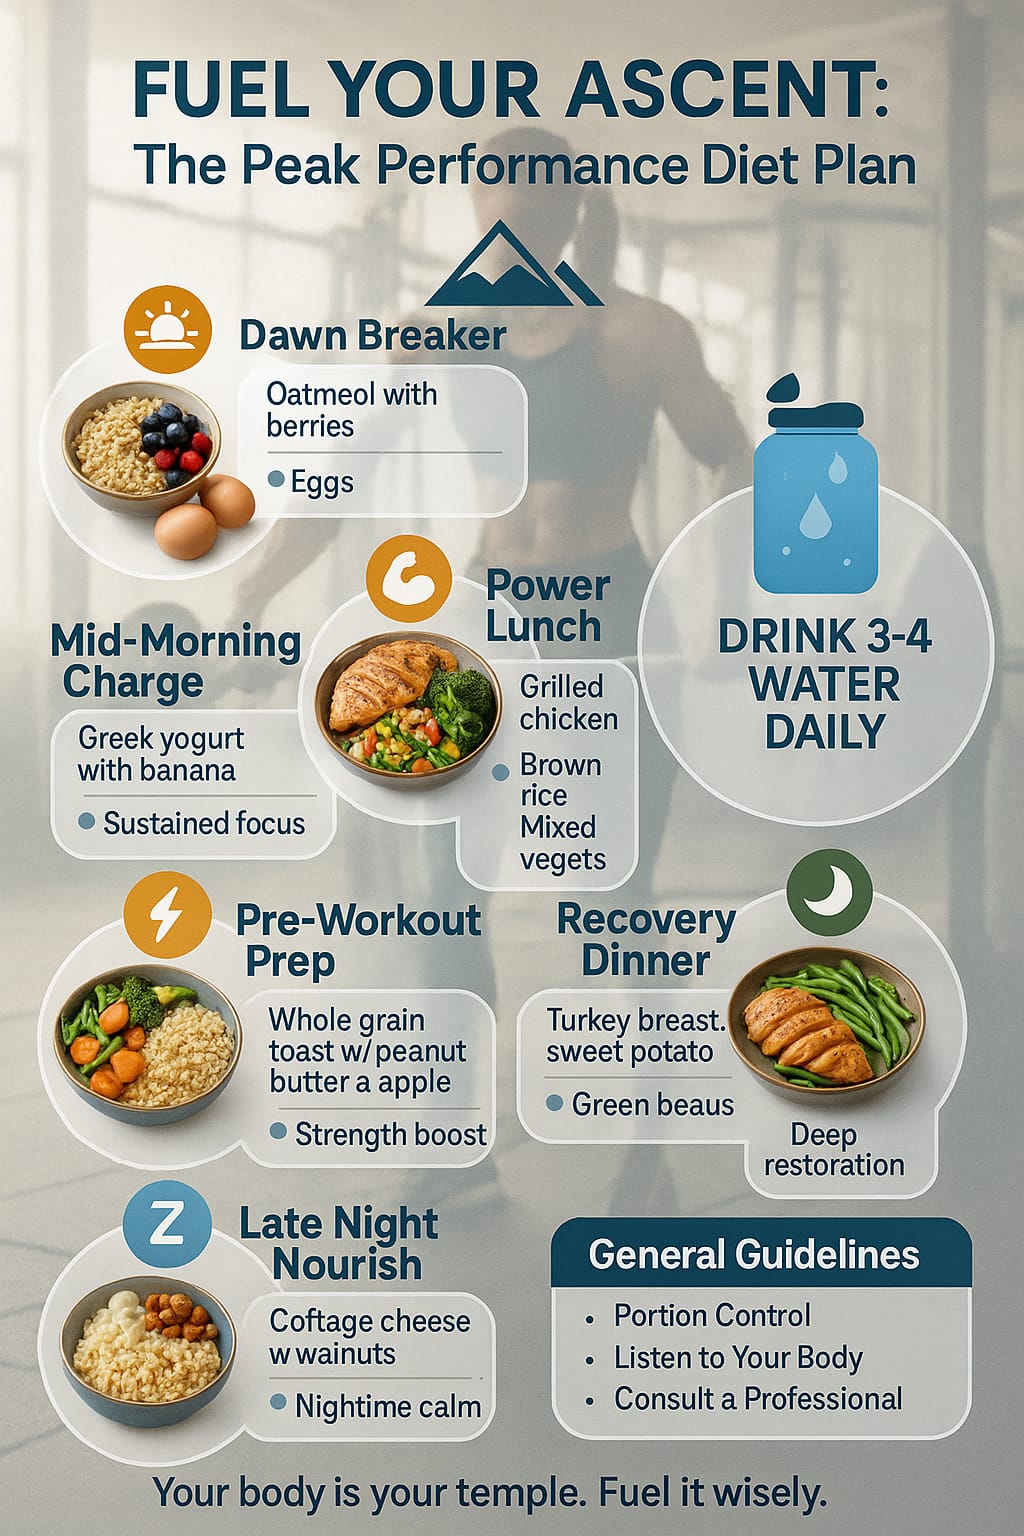 FUEL YOUR ASCENT:
The Peak Performance Diet Plan
Dawn Breaker
Oatmeol with
berries
Eggs
Mid-Morning
Charge
Greek yogurt
with banana
Sustained focus
Power
Lunch
Grilled
chicken
Brown
rice
Mixed
vegets
DRINK 3-4
WATER
DAILY
Pre-Workout
Prep
Whole grain
toast w/peanut
butter a apple
Strength boost
Recovery
Dinner
Turkey breast.
sweet potato
Green beaus
Deep
restoration
Z
Late Night
Nourish
Coftage cheese
w wainuts
Nightime calm
General Guidelines
• Portion Control
• Listen to Your Body
• Consult a Professional
Your body is your temple. Fuel it wisely.